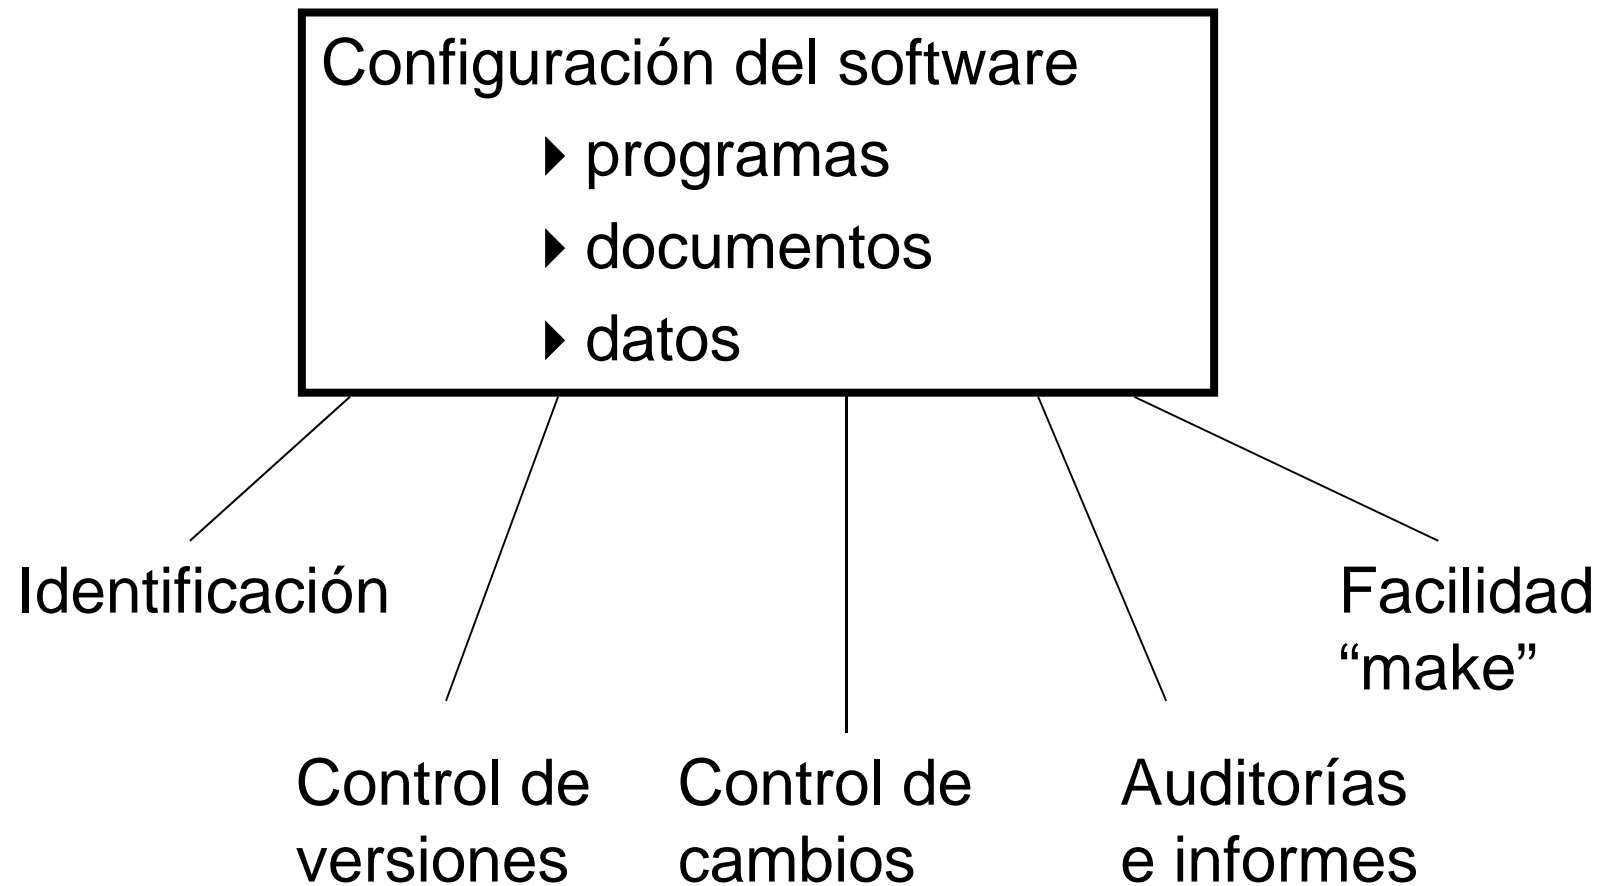 Configuración del software
programas
documentos
datos
Identificación
Facilidad
“make”
Control de
versiones
Control de
cambios
Auditorías
e informes